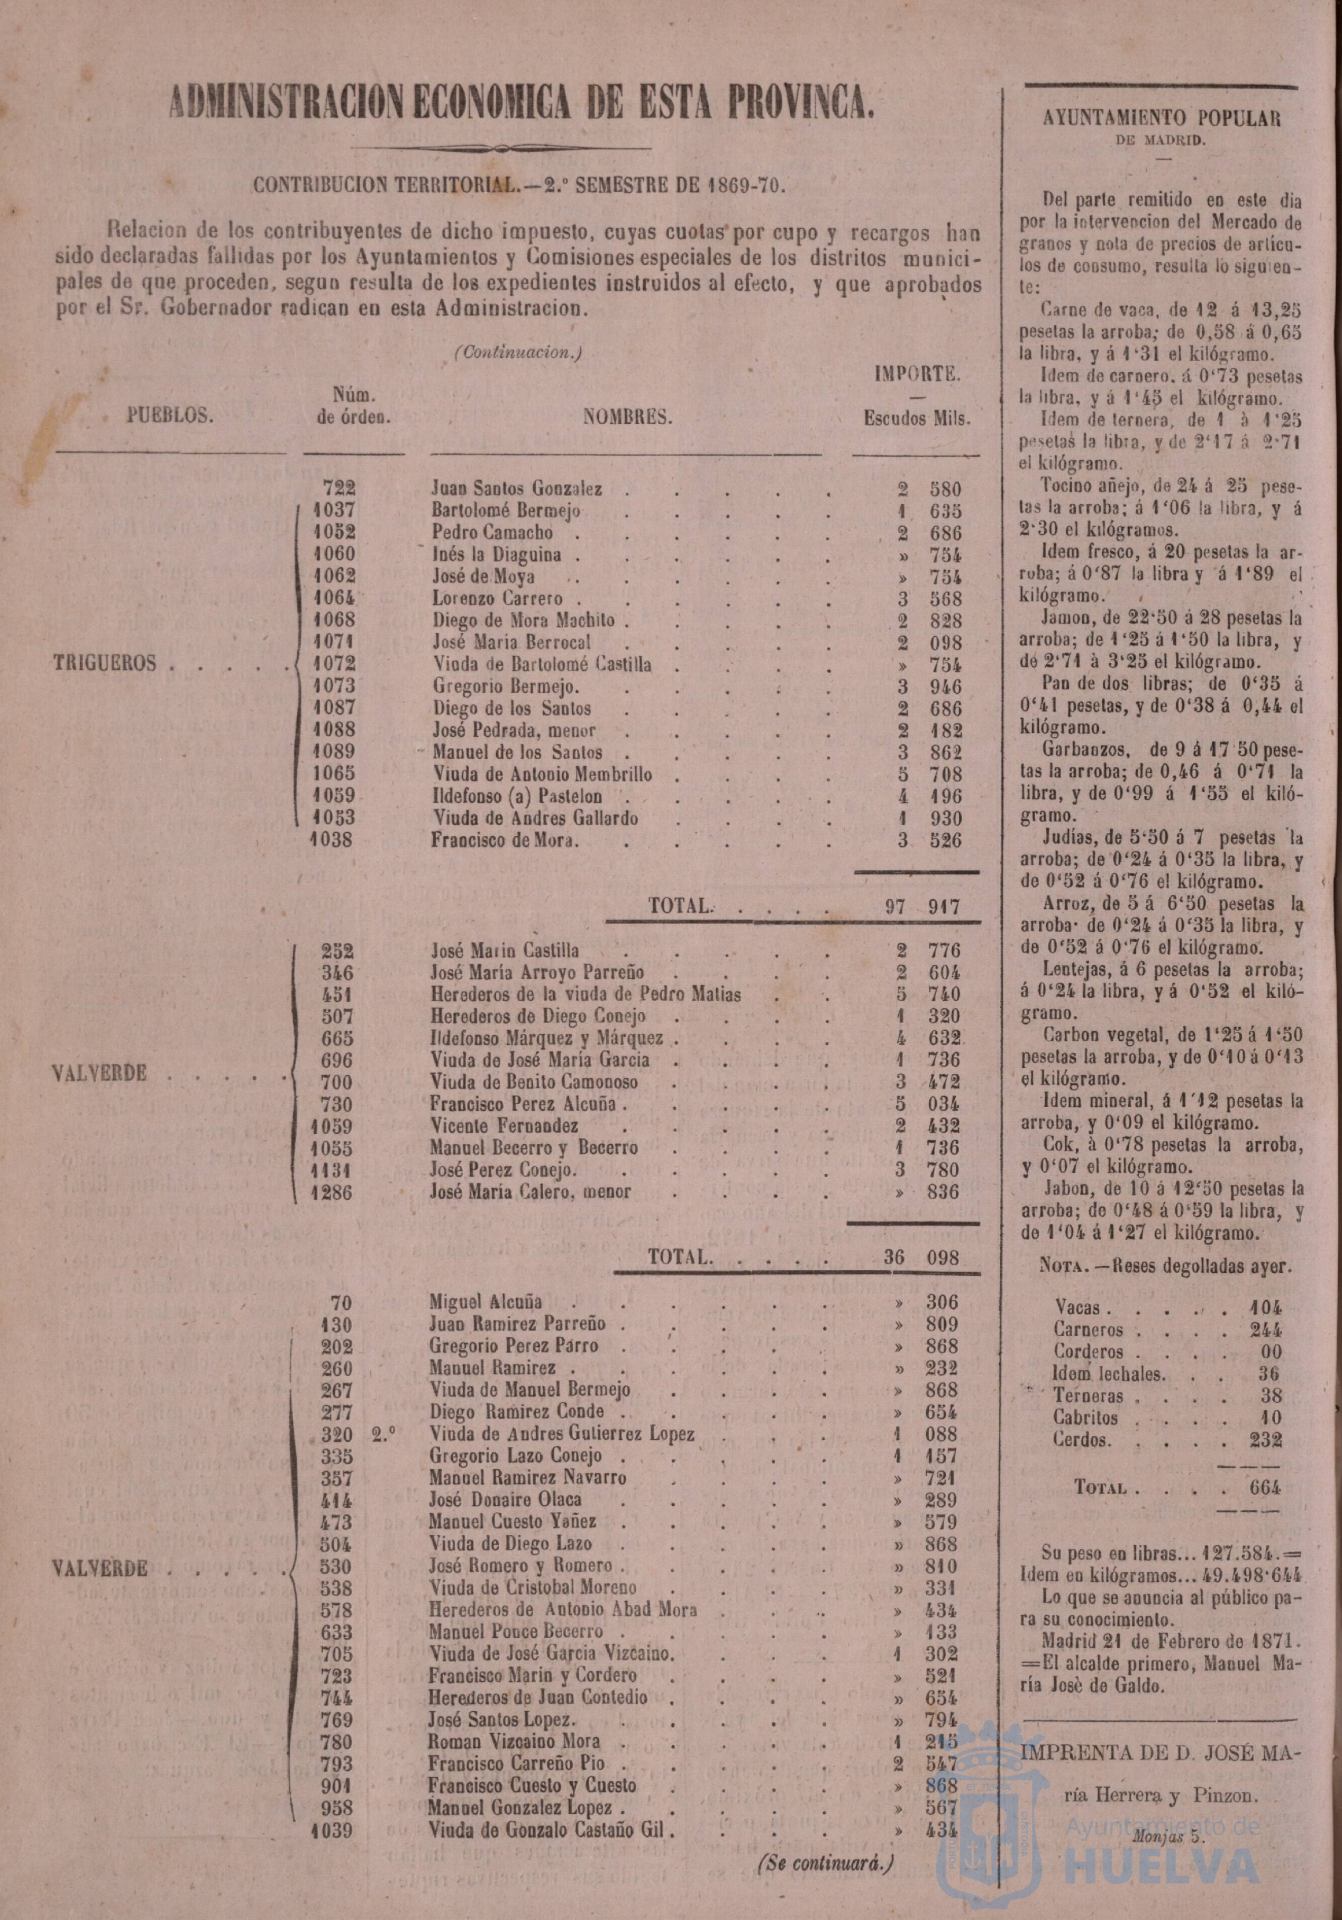 ADMINISTRACION ECONOMICA DE ESTA PROVINCA.
CONTRIBUCION TERRITORIAL.—2.º SEMESTRE DE 1869-70.
Relacion de los contribuyentes de dicho impuesto, cuyas cuotas por cupo y recargos han
sido declaradas fallidas por los Ayuntamientos y Comisiones especiales de los distritos munici-
pales de que proceden, segun resulta de los expedientes instruidos al efecto, y que aprobados
por el Sr. Gobernador radican en esta Administracion.
(Continuacion.)
IMPORTE.
PUEBLOS. Núm. de órden. NOMBRES. Escudos Mils.
722 Juan Santos Gonzalez . . . . . 2 580
1037 Bartolomé Bermejo . . . . . 1 635
1052 Pedro Camacho . . . . . . 2 686
1060 Inés la Diaguina . . . . . . » 754
1062 José de Moya . . . . . . » 754
1064 Lorenzo Carrero . . . . . . 3 568
1068 Diego de Mora Machito . . . . . 2 828
1071 José Maria Berrocal . . . . . 2 098
TRIGUEROS . . . . . 1072 Viuda de Bartolomé Castilla . . . . » 754
1073 Gregorio Bermejo. . . . . . 3 946
1087 Diego de los Santos . . . . . 2 686
1088 José Pedrada, menor . . . . . 2 182
1089 Manuel de los Santos . . . . . 3 862
1065 Viuda de Antonio Membrillo . . . . 5 708
1059 Ildefonso (a) Pastelon . . . . . 4 196
1053 Viuda de Andres Gallardo . . . . 1 930
1038 Francisco de Mora. . . . . . 3 526
TOTAL. . . . . 97 917
252 José Marin Castilla . . . . . 2 776
346 José María Arroyo Parreño . . . . 2 604
451 Herederos de la viuda de Pedro Matias . . 5 740
507 Herederos de Diego Conejo . . . . 1 320
665 Ildefonso Márquez y Márquez . . . . 4 632
696 Viuda de José María Garcia . . . . 1 736
VALVERDE . . . . . 700 Viuda de Benito Camonoso . . . . 3 472
730 Francisco Perez Alcuña . . . . . 5 034
1059 Vicente Fernandez . . . . . 2 432
1055 Manuel Becerro y Becerro . . . . 1 736
1131 José Perez Conejo. . . . . . 3 780
1286 José María Calero, menor . . . . » 836
TOTAL. . . . . 36 098
70 Miguel Alcuña . . . . . . » 306
130 Juan Ramirez Parreño . . . . . » 809
202 Gregorio Perez Parro . . . . . » 868
260 Manuel Ramirez . . . . . . » 232
267 Viuda de Manuel Bermejo . . . . » 868
277 Diego Ramirez Conde . . . . . » 654
320 2.º Viuda de Andres Gutierrez Lopez . . . 1 088
335 Gregorio Lazo Conejo . . . . . 1 157
357 Manuel Ramirez Navarro . . . . » 721
414 José Donaire Olaca . . . . . » 289
473 Manuel Cuesto Yañez . . . . . » 579
504 Viuda de Diego Lazo . . . . . » 868
VALVERDE . . . . . 530 José Romero y Romero . . . . . » 810
538 Viuda de Cristobal Moreno . . . . » 331
578 Herederos de Antonio Abad Mora . . . » 434
633 Manuel Ponce Becerro . . . . . » 133
705 Viuda de José Garcia Vizcaino. . . . 1 302
723 Francisco Marin y Cordero . . . . » 521
744 Herederos de Juan Contedio . . . . » 654
769 José Santos Lopez. . . . . . » 794
780 Roman Vizcaino Mora . . . . . 1 215
793 Francisco Carreño Pio . . . . . 2 547
901 Francisco Cuesto y Cuesto . . . . » 868
958 Manuel Gonzalez Lopez . . . . . » 567
1039 Viuda de Gonzalo Castaño Gil . . . . » 434
(Se continuará.)
AYUNTAMIENTO POPULAR
DE MADRID.
Del parte remitido en este dia
por la intervencion del Mercado de
granos y nota de precios de artícu-
los de consumo, resulta lo siguien-
te:
Carne de vaca, de 12 á 13,25
pesetas la arroba; de 0,58 á 0,65
la libra, y á 1'31 el kilógramo.
Idem de carnero. á 0'73 pesetas
la libra, y á 1'45 el kilógramo.
Idem de ternera, de 1 à 1'25
pesetas la libra, y de 2'17 á 2'71
el kilógramo.
Tocino añejo, de 24 á 25 pese-
tas la arroba; á 1'06 la libra, y á
2'30 el kilógramos.
Idem fresco, á 20 pesetas la ar-
roba; á 0'87 la libra y á 1'89 el
kilógramo.
Jamon, de 22'50 á 28 pesetas la
arroba; de 1'25 á 1'50 la libra, y
de 2'71 à 3'25 el kilógramo.
Pan de dos libras; de 0'35 á
0'41 pesetas, y de 0'38 á 0,44 el
kilógramo.
Garbanzos, de 9 á 17 50 pese-
tas la arroba; de 0,46 á 0'71 la
libra, y de 0'99 á 1'55 el kiló-
gramo.
Judías, de 5'50 á 7 pesetas la
arroba; de 0'24 á 0'35 la libra, y
de 0'52 á 0'76 el kilógramo.
Arroz, de 5 á 6'50 pesetas la
arroba· de 0'24 á 0'35 la libra, y
de 0'52 á 0'76 el kilógramo.
Lentejas, á 6 pesetas la arroba;
á 0'24 la libra, y á 0'52 el kiló-
gramo.
Carbon vegetal, de 1'25 á 1'50
pesetas la arroba, y de 0'10 á 0'13
el kilógramo.
Idem mineral, á 1'12 pesetas la
arroba, y 0'09 el kilógramo.
Cok, à 0'78 pesetas la arroba,
y 0'07 el kilógramo.
Jabon, de 10 á 12'50 pesetas la
arroba; de 0'48 á 0'59 la libra, y
de 1'04 á 1'27 el kilógramo.
NOTA.—Reses degolladas ayer.
Vacas . . . . . 104
Carneros . . . . 244
Corderos . . . . 00
Idem lechales. . . 36
Terneras . . . . 38
Cabritos . . . . 10
Cerdos. . . . . 232
TOTAL . . . . 664
Su peso en libras... 127.584.=
Idem en kilógramos... 49.498'644
Lo que se anuncia al público pa-
ra su conocimiento.
Madrid 21 de Febrero de 1871.
=El alcalde primero, Manuel Ma-
ría Josè de Galdo.
IMPRENTA DE D. JOSÉ MA-
ría Herrera y Pinzon.
Monjas 5.
Ayuntamiento de
HUELVA